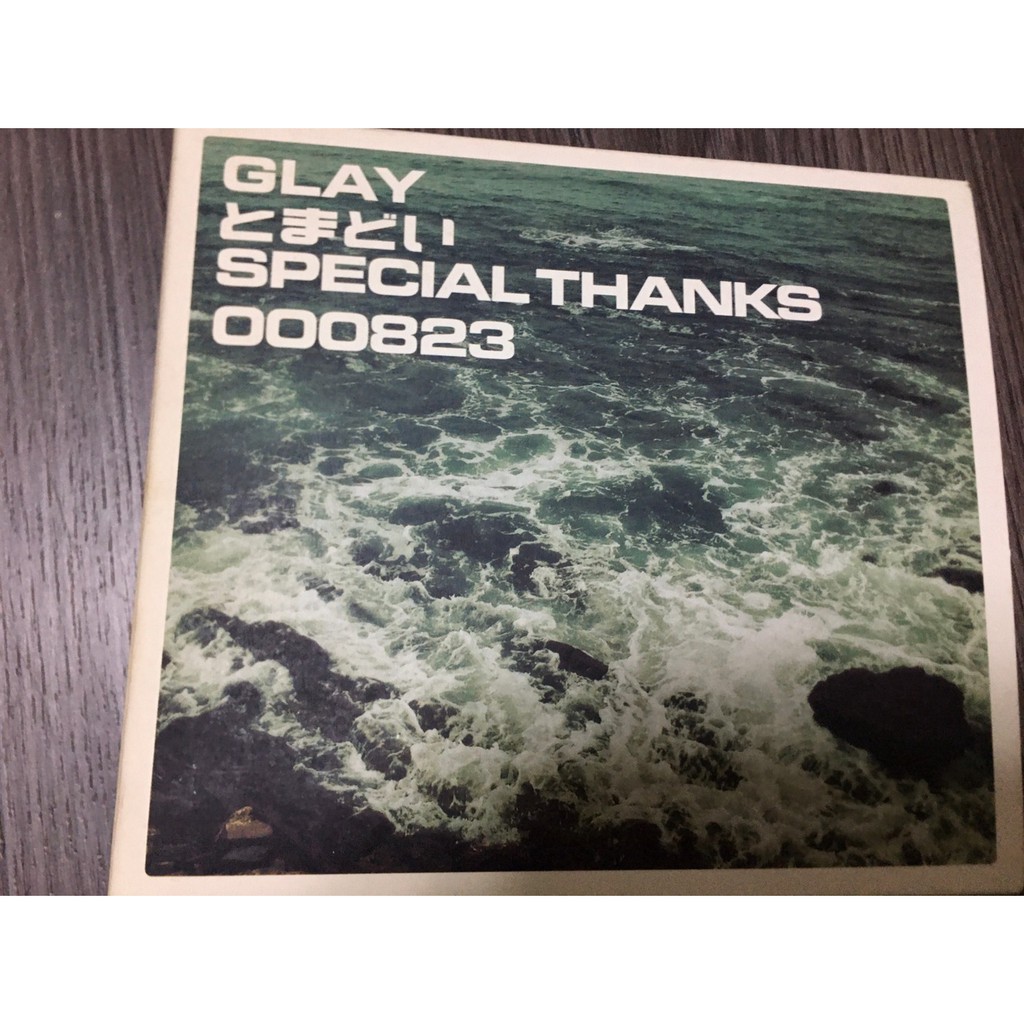 GLAY
とまどい
SPECIAL THANKS
000823